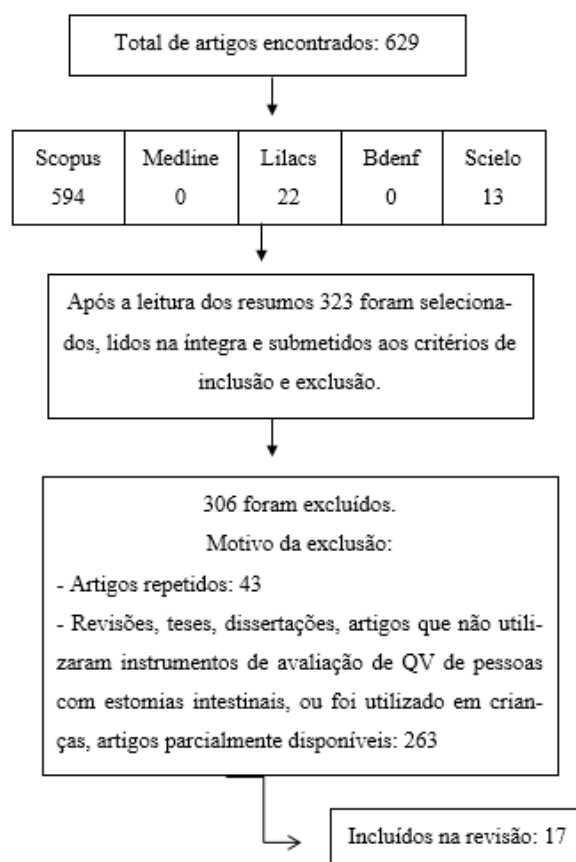 Total de artigos encontrados: 629
Scopus Medline Lilacs Bdenf Scielo
594 0 22 0 13
Após a leitura dos resumos 323 foram seleciona-
dos, lidos na íntegra e submetidos aos critérios de
inclusão e exclusão.
306 foram excluídos.
Motivo da exclusão:
- Artigos repetidos: 43
- Revisões, teses, dissertações, artigos que não utili-
zaram instrumentos de avaliação de QV de pessoas
com estomias intestinais, ou foi utilizado em crian-
ças, artigos parcialmente disponíveis: 263
Incluídos na revisão: 17